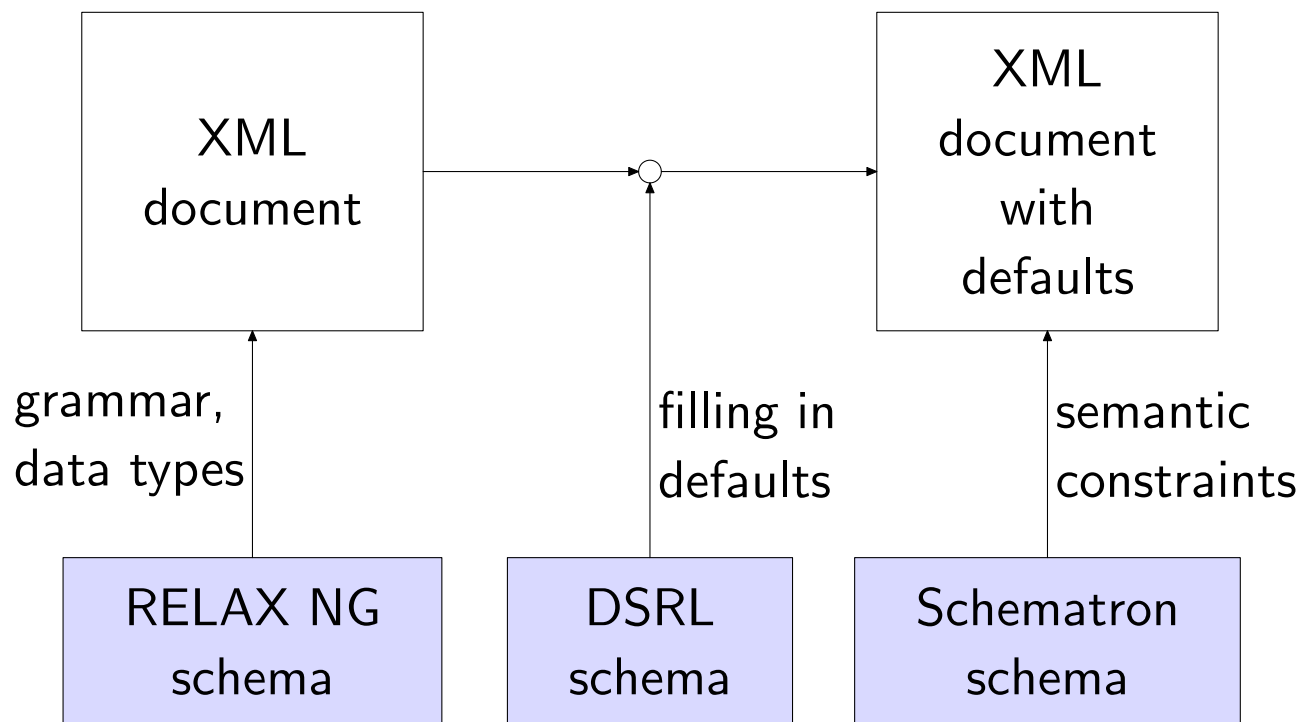 XML
document
XML
document
with
defaults
grammar,
data types
filling in
defaults
semantic
constraints
RELAX NG
schema
DSRL
schema
Schematron
schema